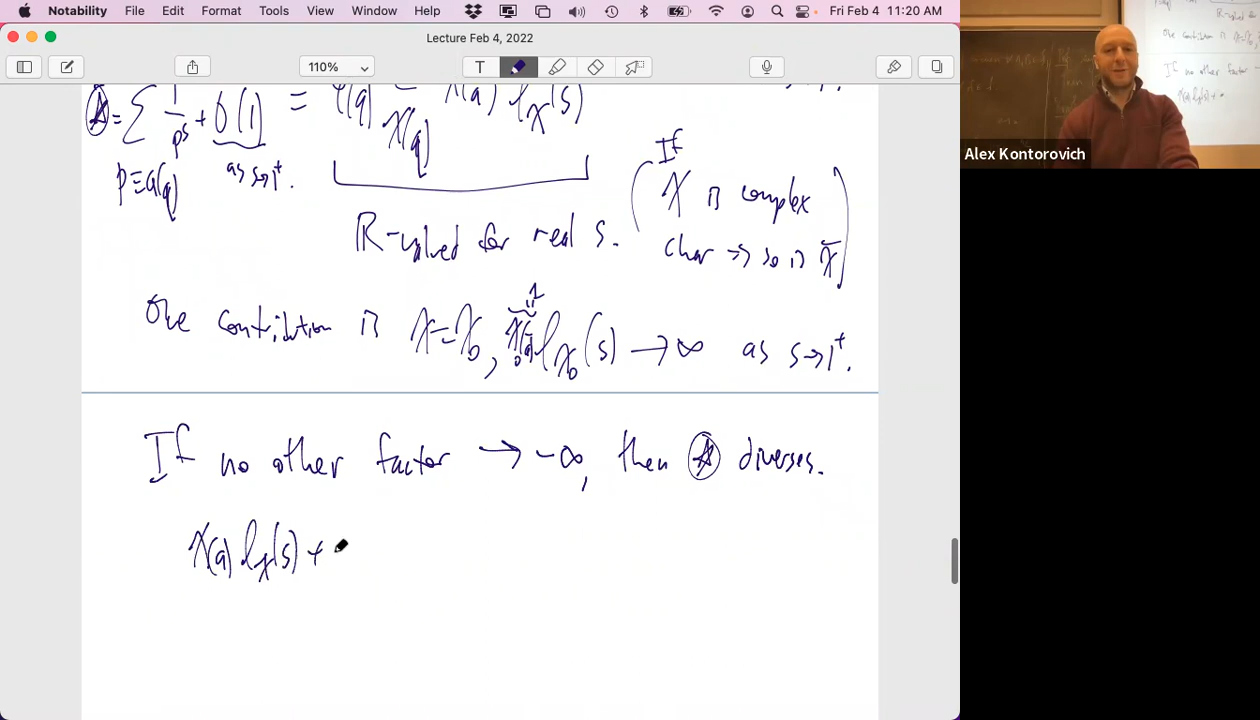 Notability File Edit Format Tools View Window Help Fri Feb 4 11:20 AM
Lecture Feb 4, 2022
110%
T
⊛ = Σ 1/p^s + O(1) = φ(q) Σ χ(a) ℓ_χ(s)
p≡a(q) as s→1⁺. χ(q)
If
χ is complex
char → so is χ̄
ℝ-valued for real s.
One contribution is χ=χ₀, χ₀(a) ℓ_χ₀(s) → ∞ as s→1⁺.
1
If no other factor → -∞, then ⊛ diverges.
χ(a) ℓ_χ(s) +
Alex Kontorovich